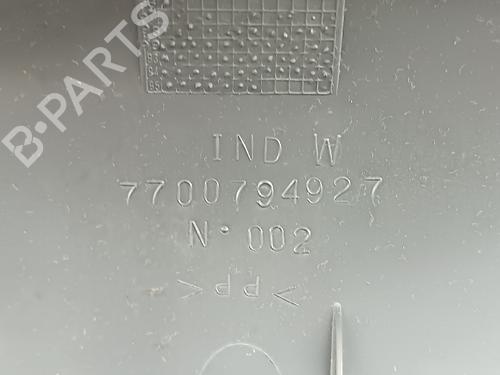 B-PARTS
IND W
7700794927
N° 002
>PP<